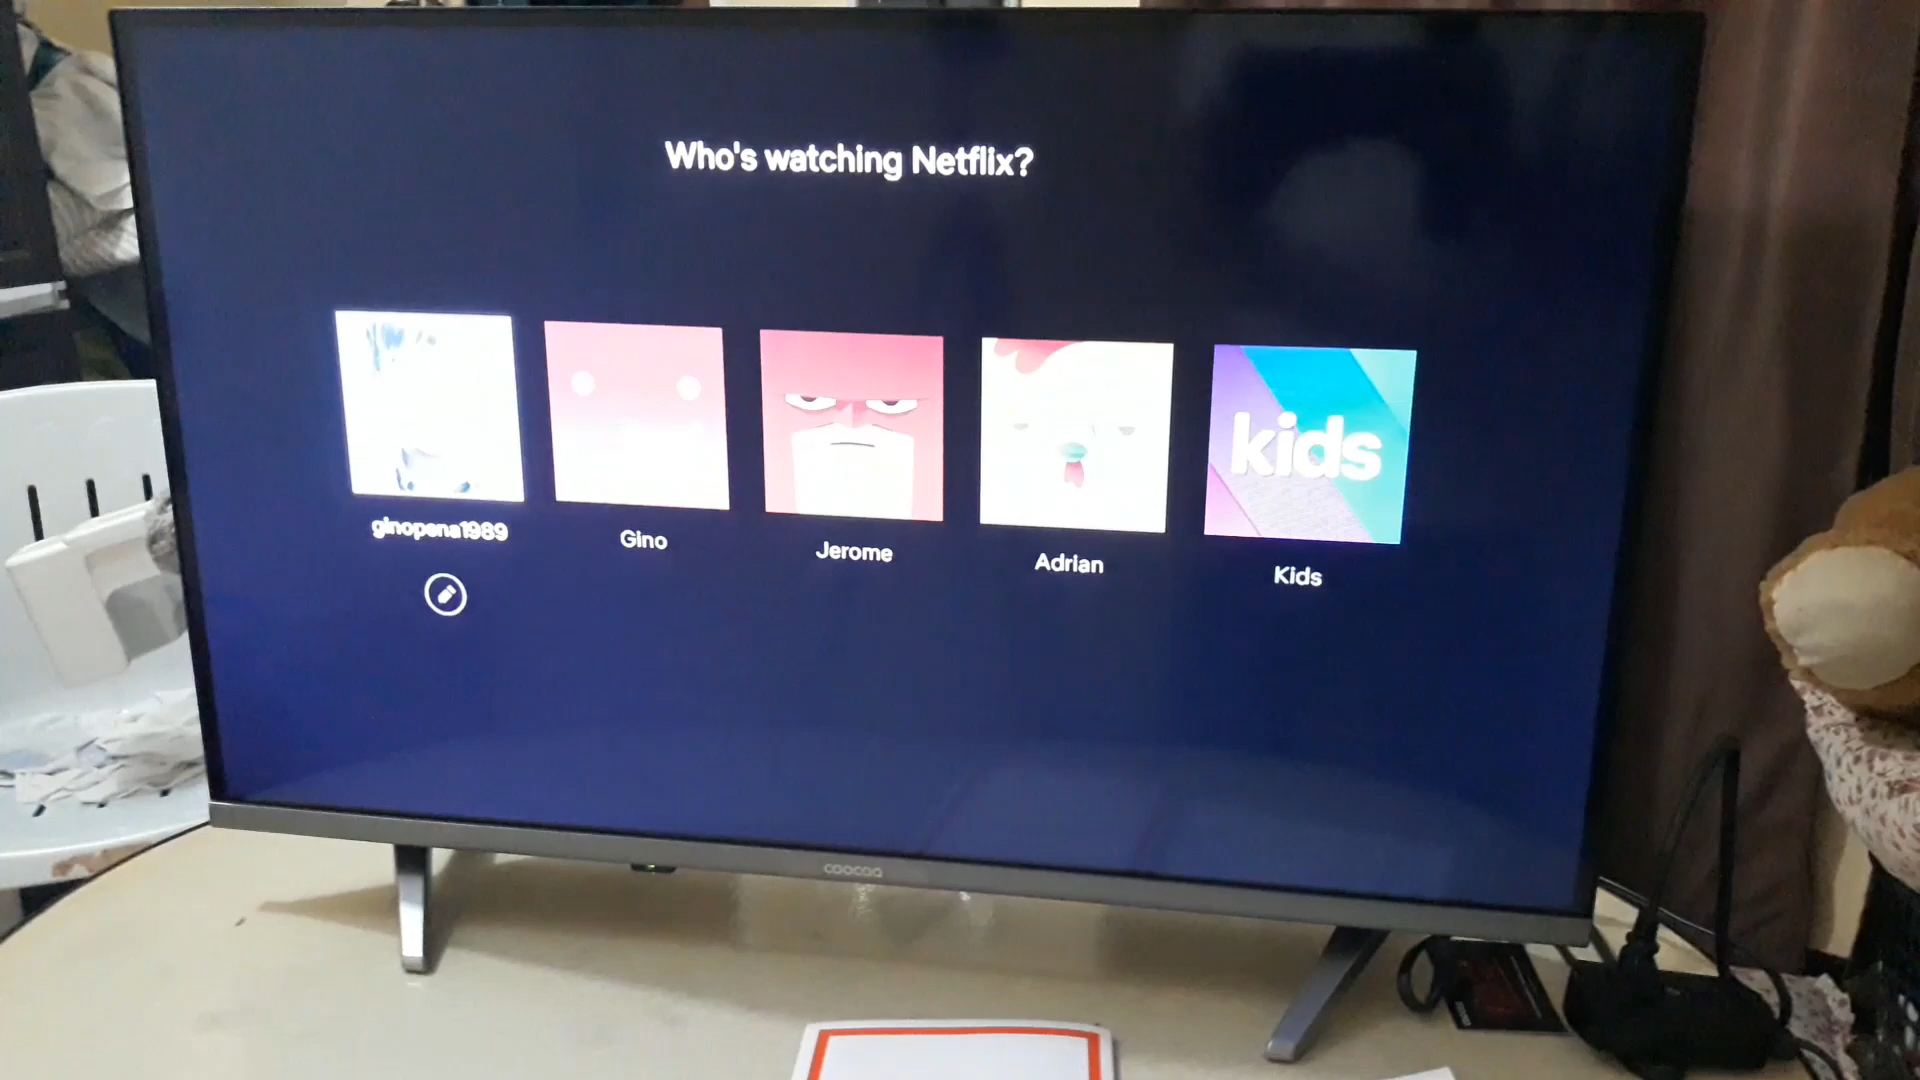 Who's watching Netflix?
kids
ginopena1989
Gino
Jerome
Adrian
Kids
coocaa